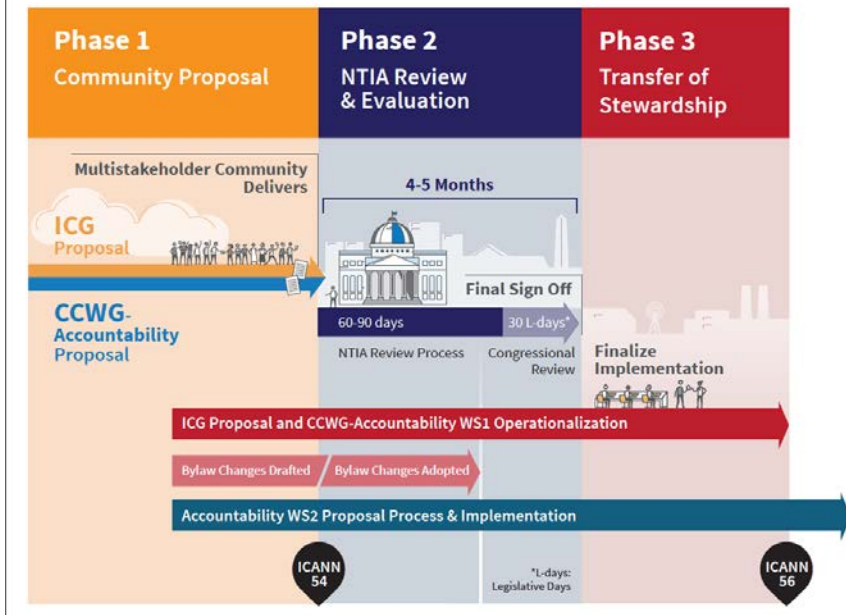 Phase 1
Community Proposal
Phase 2
NTIA Review
& Evaluation
Phase 3
Transfer of
Stewardship
Multistakeholder Community
Delivers
ICG
Proposal
CCWG-
Accountability
Proposal
4-5 Months
Final Sign Off
60-90 days
30 L-days*
NTIA Review Process
Congressional
Review
Finalize
Implementation
ICG Proposal and CCWG-Accountability WS1 Operationalization
Bylaw Changes Drafted
Bylaw Changes Adopted
Accountability WS2 Proposal Process & Implementation
ICANN
54
*L-days:
Legislative Days
ICANN
56